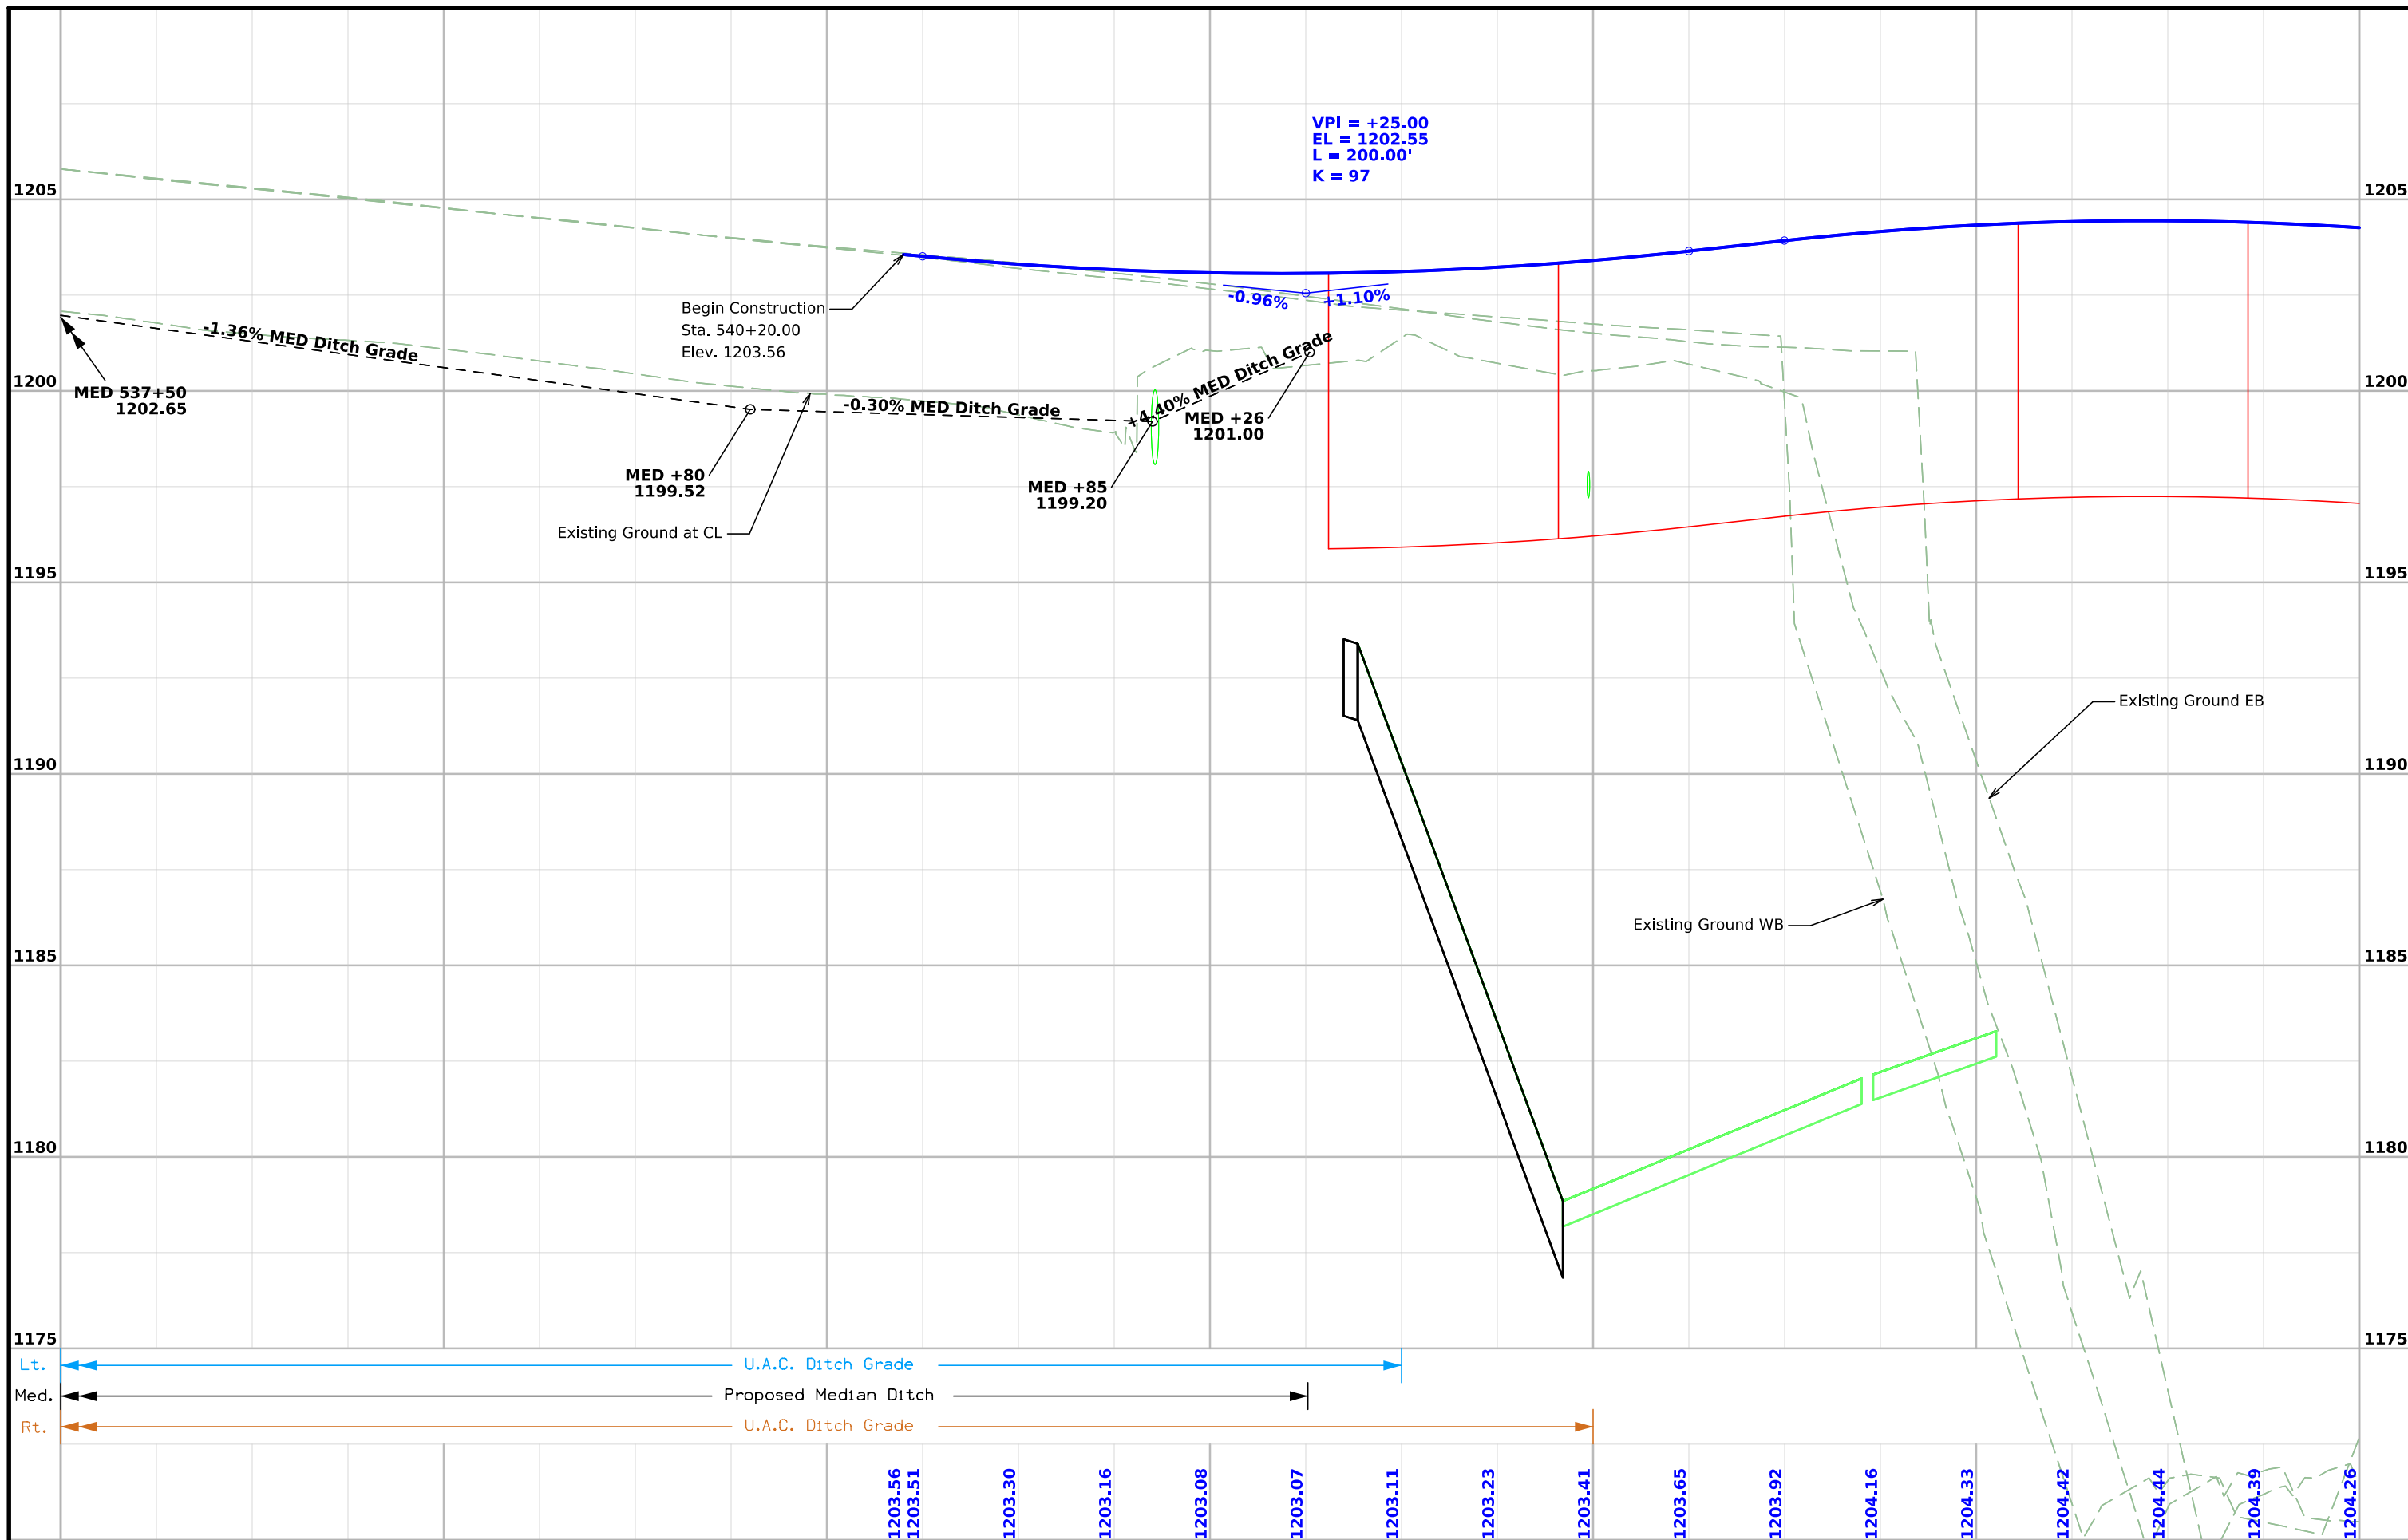 VPI = +25.00
EL = 1202.55
L = 200.00'
K = 97
1205
1205
-0.96%
+1.10%
Begin Construction
Sta. 540+20.00
Elev. 1203.56
-1.36% MED Ditch Grade
MED 537+50
1202.65
1200
1200
-0.30% MED Ditch Grade
+4.40% MED Ditch Grade
MED +26
1201.00
MED +80
1199.52
MED +85
1199.20
Existing Ground at CL
1195
1195
Existing Ground EB
1190
1190
Existing Ground WB
1185
1185
1180
1180
1175
1175
Lt.
U.A.C. Ditch Grade
Med.
Proposed Median Ditch
Rt.
U.A.C. Ditch Grade
1203.56
1203.51
1203.30
1203.16
1203.08
1203.07
1203.11
1203.23
1203.41
1203.65
1203.92
1204.16
1204.33
1204.42
1204.44
1204.39
1204.26